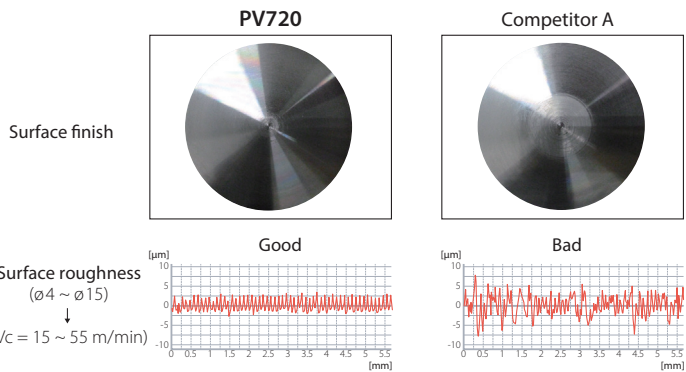 PV720
Competitor A
Surface finish
Good
Bad
Surface roughness
(ø4 ~ ø15)
↓
Vc = 15 ~ 55 m/min)
[μm]
10
5
0
-5
-10
0 0.5 1 1.5 2 2.5 3 3.5 4 4.5 5 5.5
[mm]
[μm]
10
5
0
-5
-10
0 0.5 1 1.5 2 2.5 3 3.5 4 4.5 5 5.5
[mm]